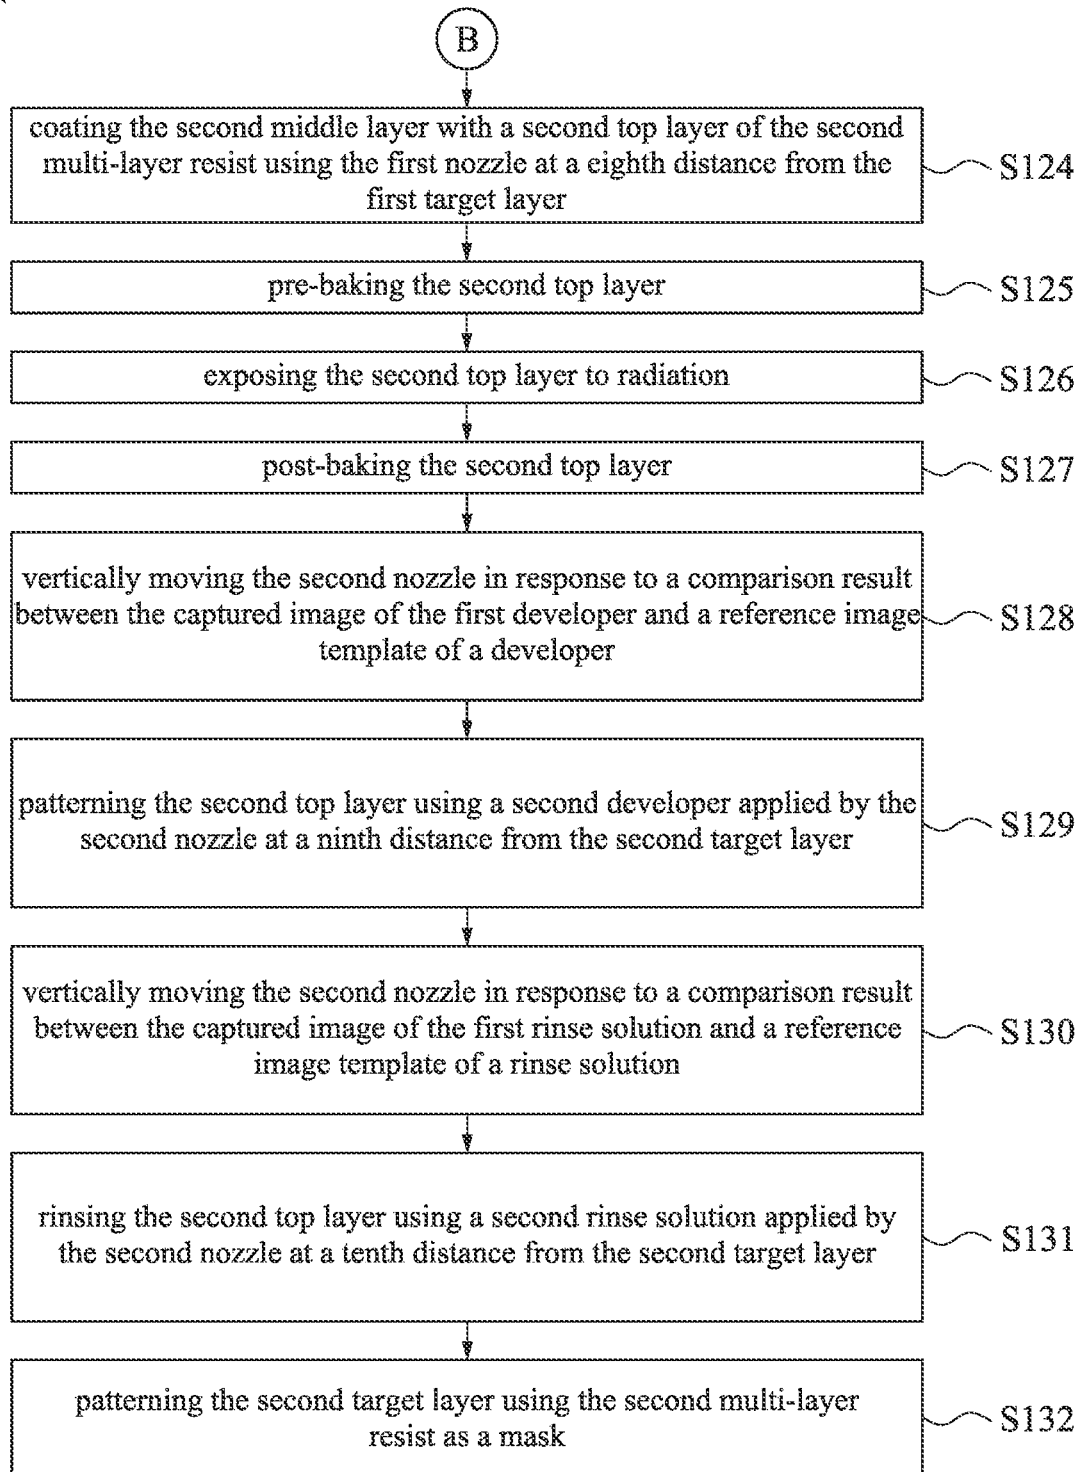 B
coating the second middle layer with a second top layer of the second
multi-layer resist using the first nozzle at a eighth distance from the
first target layer
S124
pre-baking the second top layer
S125
exposing the second top layer to radiation
S126
post-baking the second top layer
S127
vertically moving the second nozzle in response to a comparison result
between the captured image of the first developer and a reference image
template of a developer
S128
patterning the second top layer using a second developer applied by the
second nozzle at a ninth distance from the second target layer
S129
vertically moving the second nozzle in response to a comparison result
between the captured image of the first rinse solution and a reference
image template of a rinse solution
S130
rinsing the second top layer using a second rinse solution applied by
the second nozzle at a tenth distance from the second target layer
S131
patterning the second target layer using the second multi-layer
resist as a mask
S132